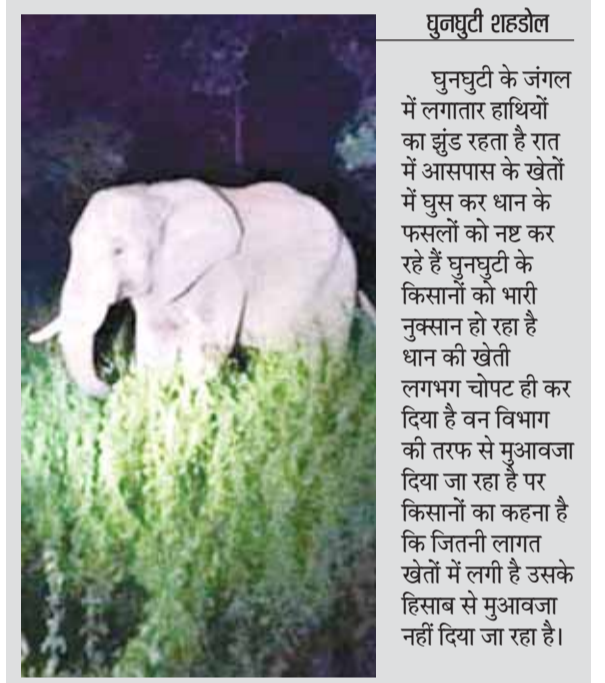 घुनघुटी शहडोल
घुनघुटी के जंगल
में लगातार हाथियों
का झुंड रहता है रात
में आसपास के खेतों
में घुस कर धान के
फसलों को नष्ट कर
रहे हैं घुनघुटी के
किसानों को भारी
नुक्सान हो रहा है
धान की खेती
लगभग चोपट ही कर
दिया है वन विभाग
की तरफ से मुआवजा
दिया जा रहा है पर
किसानों का कहना है
कि जितनी लागत
खेतों में लगी है उसके
हिसाब से मुआवजा
नहीं दिया जा रहा है।